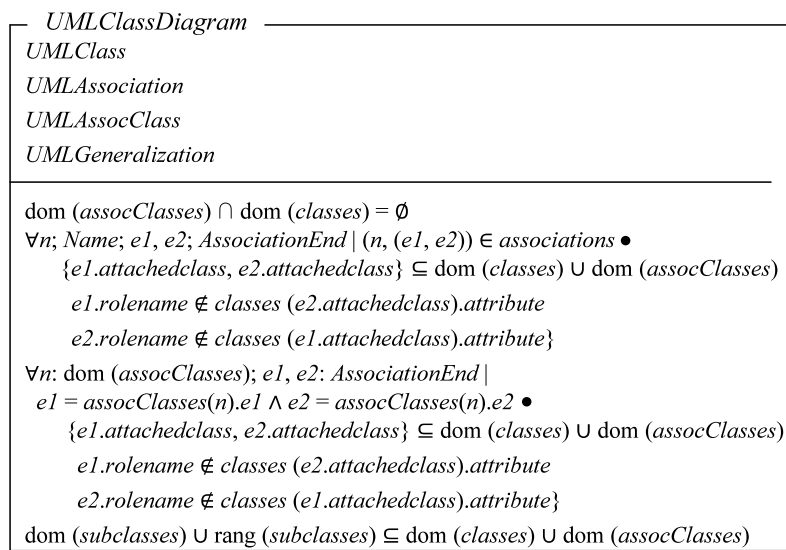 UMLClassDiagram
UMLClass
UMLAssociation
UMLAssocClass
UMLGeneralization
dom (assocClasses) ∩ dom (classes) = ∅
∀n; Name; e1, e2; AssociationEnd | (n, (e1, e2)) ∈ associations ●
{e1.attachedclass, e2.attachedclass} ⊆ dom (classes) ∪ dom (assocClasses)
e1.rolename ∉ classes (e2.attachedclass).attribute
e2.rolename ∉ classes (e1.attachedclass).attribute}
∀n: dom (assocClasses); e1, e2: AssociationEnd |
e1 = assocClasses(n).e1 ∧ e2 = assocClasses(n).e2 ●
{e1.attachedclass, e2.attachedclass} ⊆ dom (classes) ∪ dom (assocClasses)
e1.rolename ∉ classes (e2.attachedclass).attribute
e2.rolename ∉ classes (e1.attachedclass).attribute}
dom (subclasses) ∪ rang (subclasses) ⊆ dom (classes) ∪ dom (assocClasses)